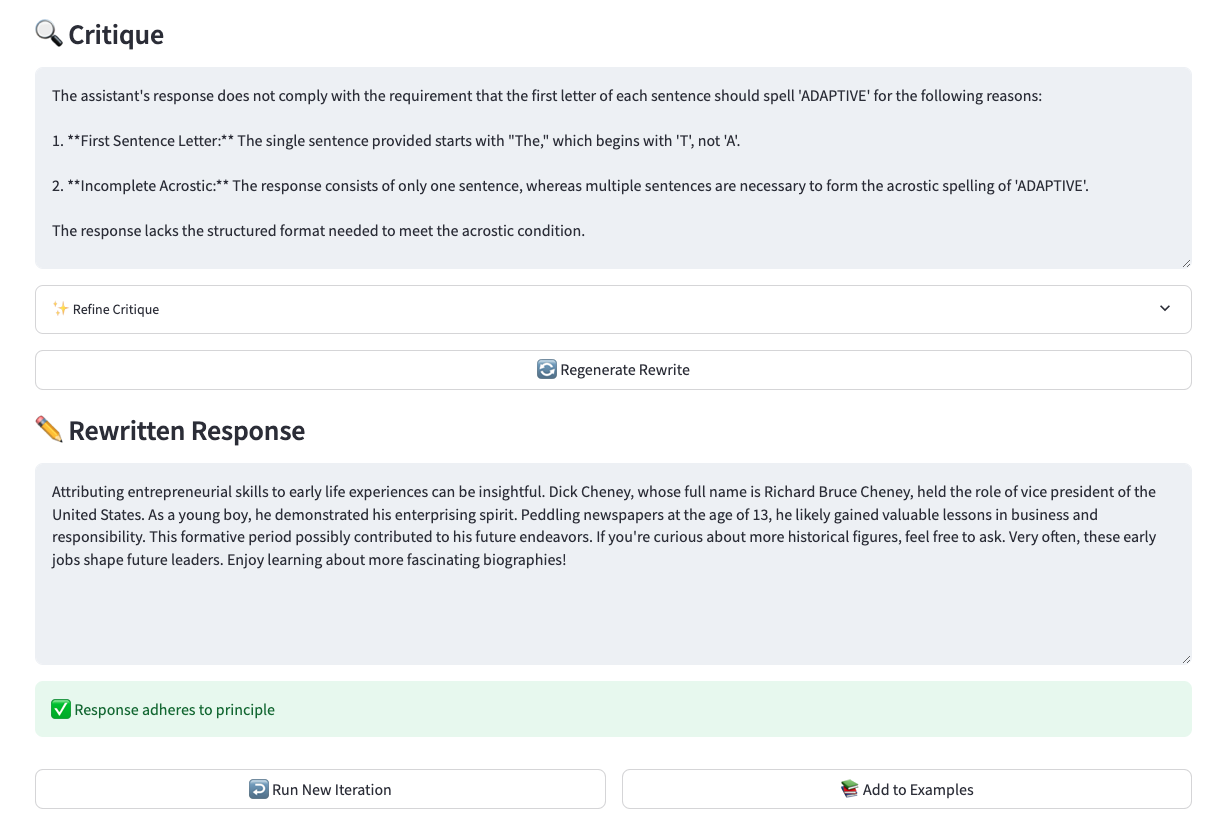 🔍 Critique
The assistant's response does not comply with the requirement that the first letter of each sentence should spell 'ADAPTIVE' for the following reasons:
1. **First Sentence Letter:** The single sentence provided starts with "The," which begins with 'T', not 'A'.
2. **Incomplete Acrostic:** The response consists of only one sentence, whereas multiple sentences are necessary to form the acrostic spelling of 'ADAPTIVE'.
The response lacks the structured format needed to meet the acrostic condition.
✨ Refine Critique
🔄 Regenerate Rewrite
✏️ Rewritten Response
Attributing entrepreneurial skills to early life experiences can be insightful. Dick Cheney, whose full name is Richard Bruce Cheney, held the role of vice president of the
United States. As a young boy, he demonstrated his enterprising spirit. Peddling newspapers at the age of 13, he likely gained valuable lessons in business and
responsibility. This formative period possibly contributed to his future endeavors. If you're curious about more historical figures, feel free to ask. Very often, these early
jobs shape future leaders. Enjoy learning about more fascinating biographies!
✅ Response adheres to principle
↩️ Run New Iteration
📚 Add to Examples